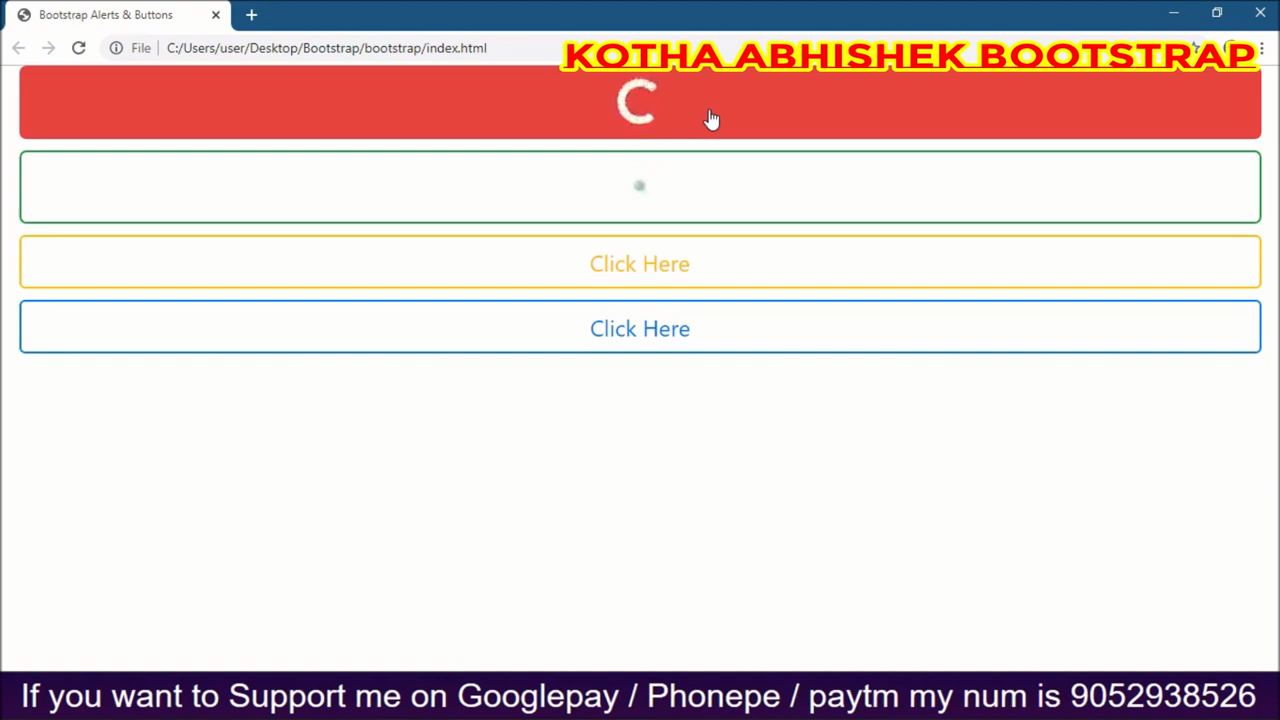 Bootstrap Alerts & Buttons
File C:/Users/user/Desktop/Bootstrap/bootstrap/index.html
KOTHA ABHISHEK BOOTSTRAP
Click Here
Click Here
If you want to Support me on Googlepay / Phonepe / paytm my num is 9052938526